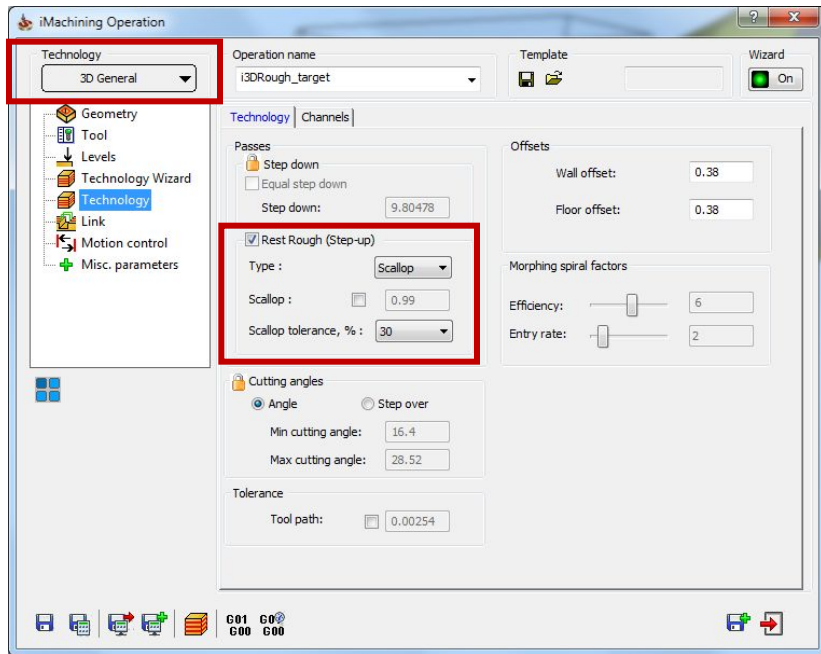 iMachining Operation
?
X
Technology
3D General
Operation name
i3DRough_target
Template
Wizard
On
Geometry
Tool
Levels
Technology Wizard
Technology
Link
Motion control
Misc. parameters
Technology
Channels
Passes
Step down
Equal step down
Step down: 9.80478
Rest Rough (Step-up)
Type : Scallop
Scallop : 0.99
Scallop tolerance, % : 30
Cutting angles
Angle
Step over
Min cutting angle: 16.4
Max cutting angle: 28.52
Tolerance
Tool path: 0.00254
Offsets
Wall offset: 0.38
Floor offset: 0.38
Morphing spiral factors
Efficiency: 6
Entry rate: 2
G01 G0
G00 G00